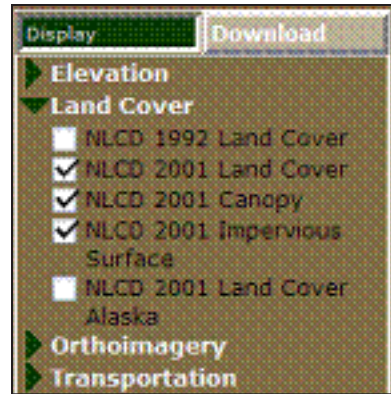 Display Download
Elevation
Land Cover
NLCD 1992 Land Cover
NLCD 2001 Land Cover
NLCD 2001 Canopy
NLCD 2001 Impervious
Surface
NLCD 2001 Land Cover
Alaska
Orthoimagery
Transportation